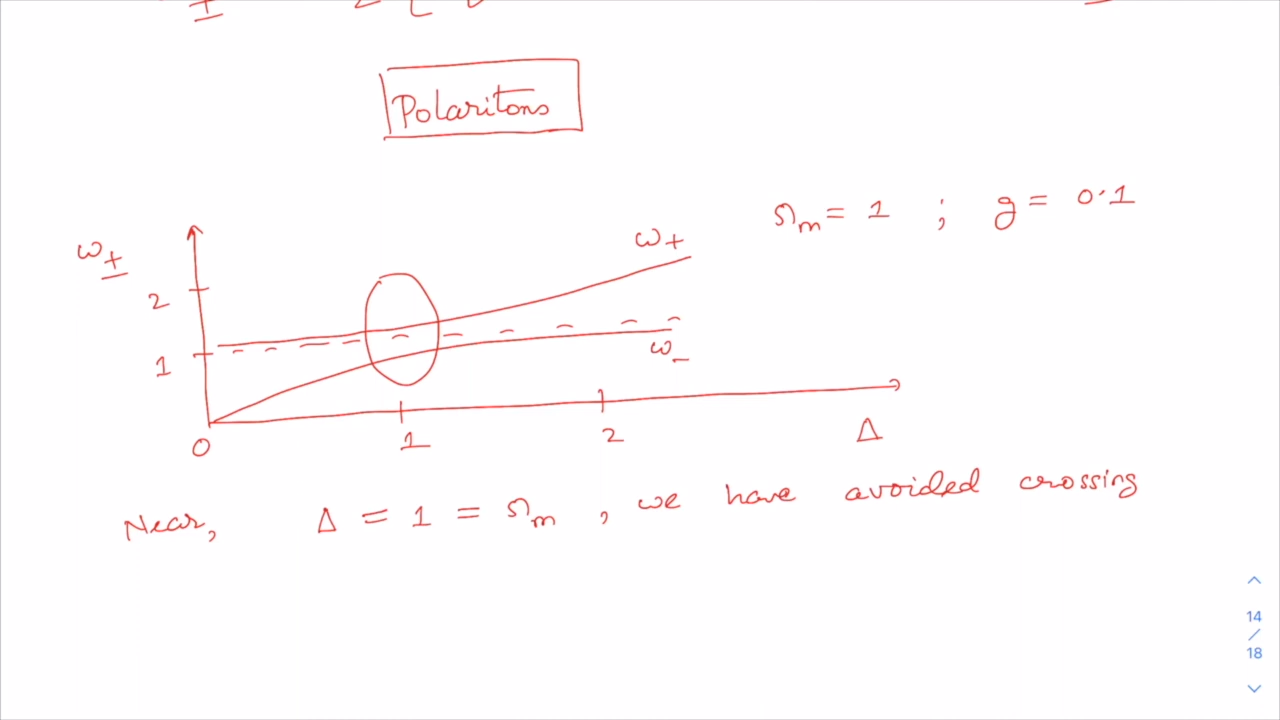 Polaritons
Ωm = 1 ; g = 0.1
ω±
ω+
2
1
ω-
0
1
2
Δ
Near, Δ = 1 = Ωm , we have avoided crossing
14
/
18